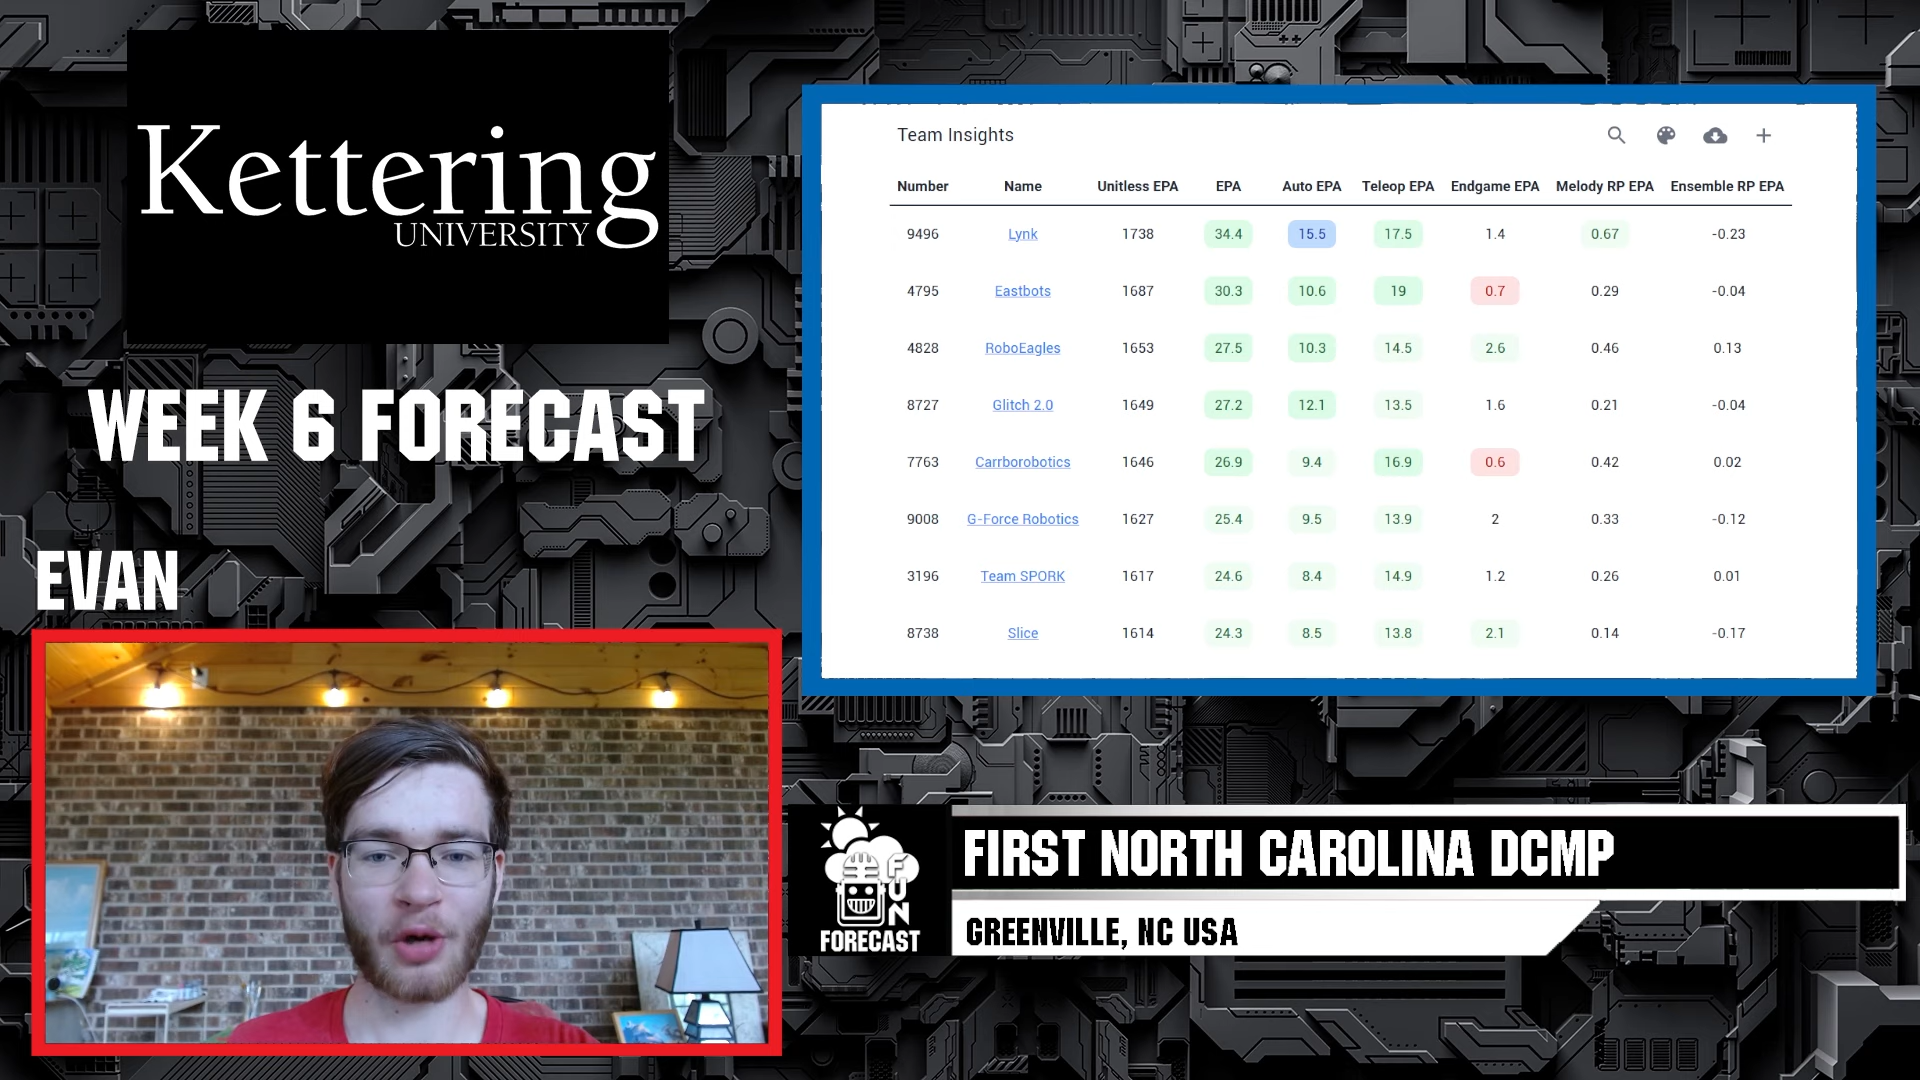 Kettering
UNIVERSITY
WEEK 6 FORECAST
EVAN
Team Insights
Number Name Unitless EPA EPA Auto EPA Teleop EPA Endgame EPA Melody RP EPA Ensemble RP EPA
9496 Lynk 1738 34.4 15.5 17.5 1.4 0.67 -0.23
4795 Eastbots 1687 30.3 10.6 19 0.7 0.29 -0.04
4828 RoboEagles 1653 27.5 10.3 14.5 2.6 0.46 0.13
8727 Glitch 2.0 1649 27.2 12.1 13.5 1.6 0.21 -0.04
7763 Carrborobotics 1646 26.9 9.4 16.9 0.6 0.42 0.02
9008 G-Force Robotics 1627 25.4 9.5 13.9 2 0.33 -0.12
3196 Team SPORK 1617 24.6 8.4 14.9 1.2 0.26 0.01
8738 Slice 1614 24.3 8.5 13.8 2.1 0.14 -0.17
FUN
FORECAST
FIRST NORTH CAROLINA DCMP
GREENVILLE, NC USA